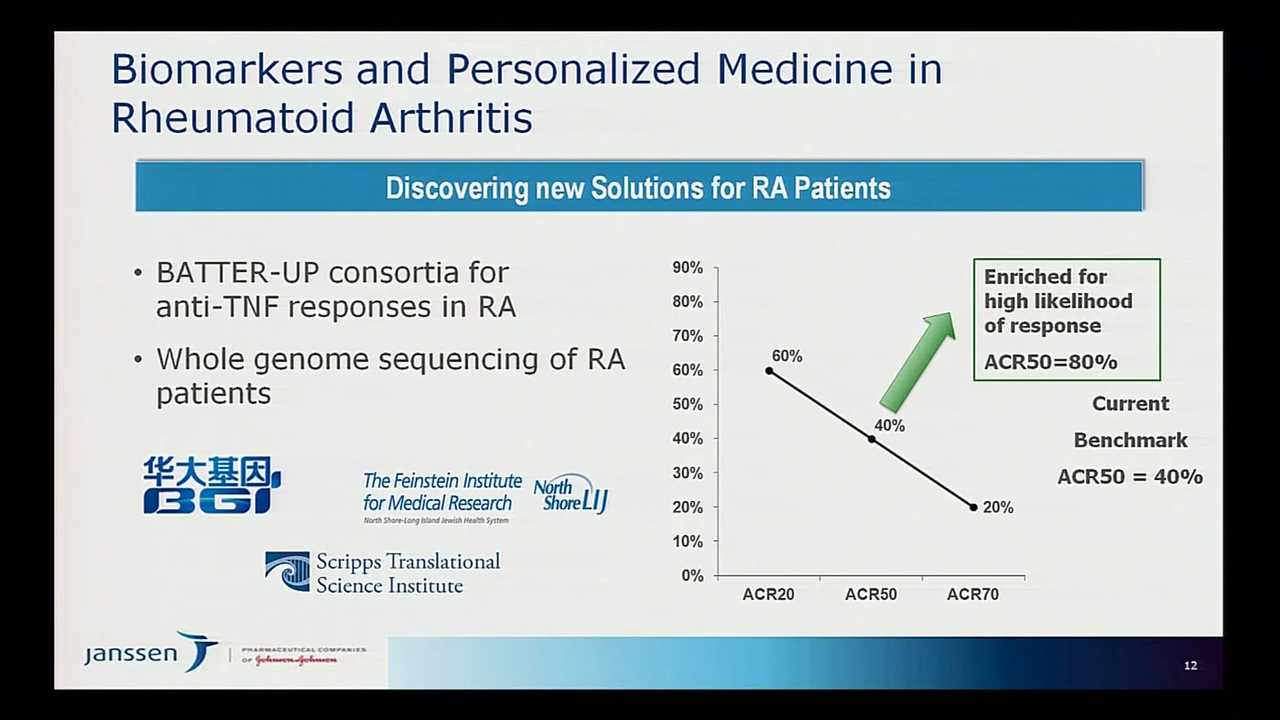 Biomarkers and Personalized Medicine in
Rheumatoid Arthritis
Discovering new Solutions for RA Patients
• BATTER-UP consortia for
anti-TNF responses in RA
• Whole genome sequencing of RA
patients
华大基因
BGI
The Feinstein Institute
for Medical Research
North Shore-Long Island Jewish Health System
North
Shore LIJ
Scripps Translational
Science Institute
90%
80%
70%
60%
50%
40%
30%
20%
10%
0%
60%
40%
20%
ACR20 ACR50 ACR70
Enriched for
high likelihood
of response
ACR50=80%
Current
Benchmark
ACR50 = 40%
janssen
PHARMACEUTICAL COMPANIES
OF Johnson & Johnson
12